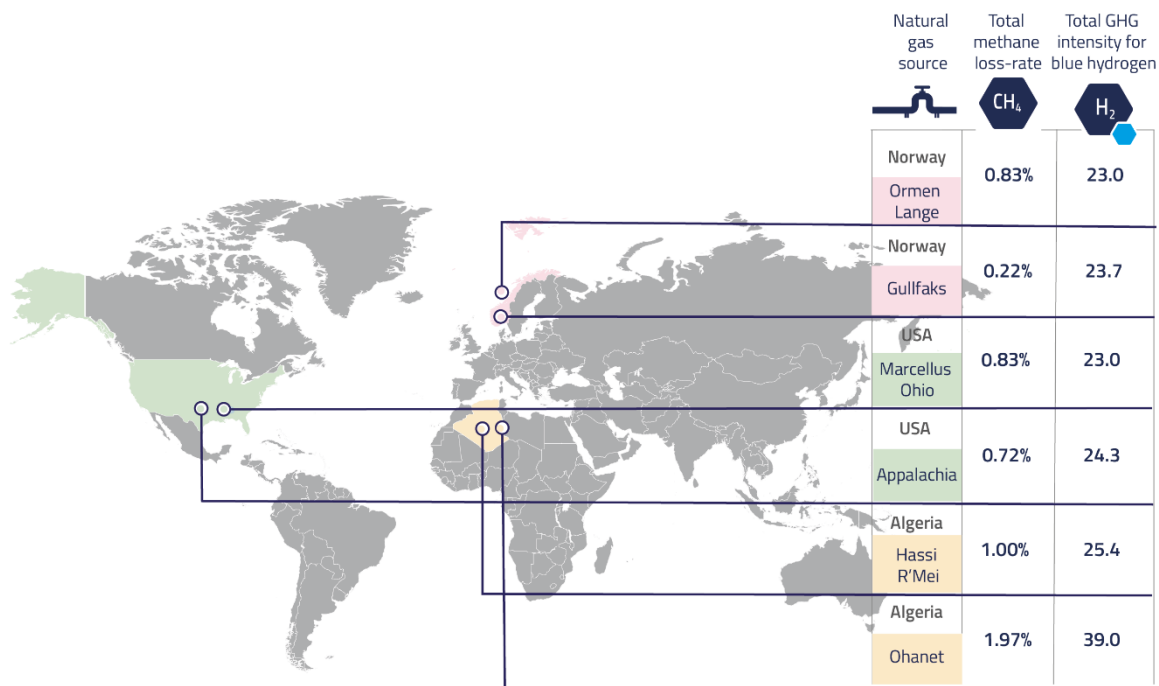 Natural
gas
source
Total
methane
loss-rate
Total GHG
intensity for
blue hydrogen
CH₄
H₂
Norway
Ormen
Lange
0.83%
23.0
Norway
Gullfaks
0.22%
23.7
USA
Marcellus
Ohio
0.83%
23.0
USA
Appalachia
0.72%
24.3
Algeria
Hassi
R'Mei
1.00%
25.4
Algeria
Ohanet
1.97%
39.0